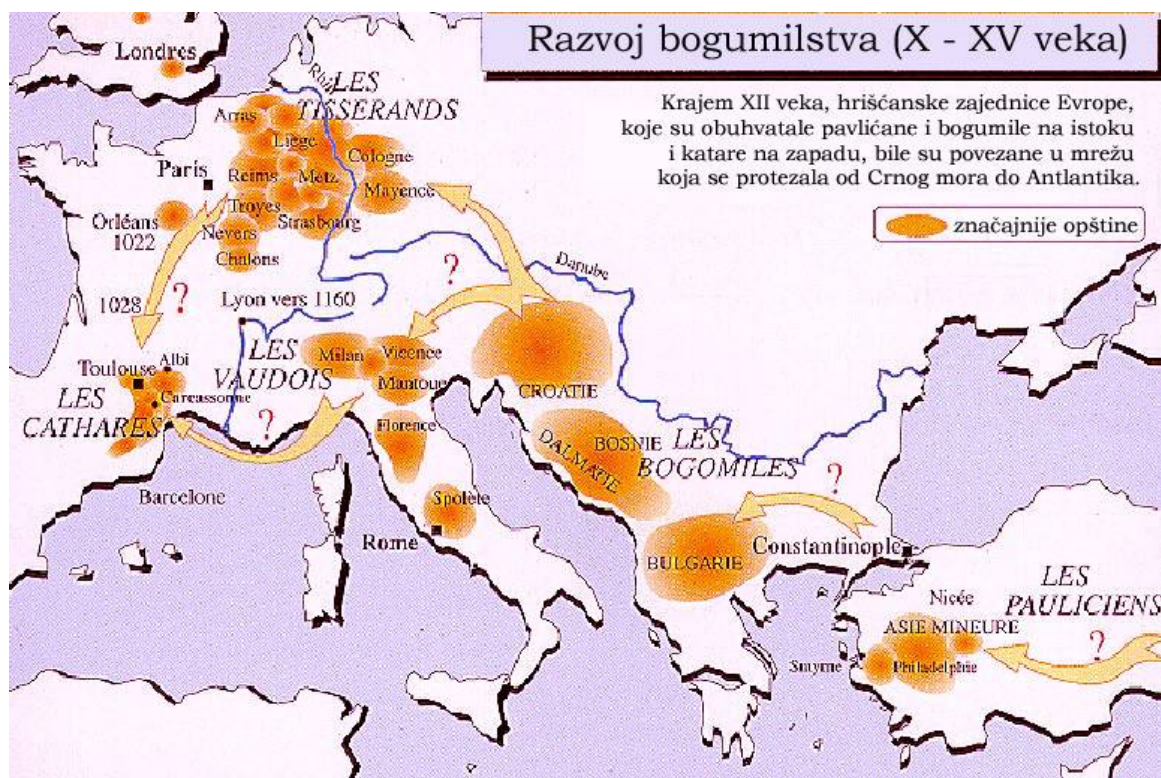 Razvoj bogumilstva (X - XV veka)
Krajem XII veka, hrišćanske zajednice Evrope,
koje su obuhvatale pavlićane i bogumile na istoku
i katare na zapadu, bile su povezane u mrežu
koja se protezala od Crnog mora do Antlantika.
značajnije opštine
Londres
Rhin
LES
TISSERANDS
Arras
Liège
Cologne
París
Reims
Metz
Mayence
Troyes
Strasbourg
Orléans
1022
Nevers
Chalons
?
1028
Lyon vers 1160
?
Danube
LES
VAUDOIS
Milan
Vicence
Mantoue
CROATIE
Toulouse
Albi
Carcassonne
LES
CATHARES
?
Florence
DALMATIE
BOSNIE
LES
BOGOMILES
?
Barcelone
Spolète
Rome
BULGARIE
Constantinople
LES
PAULICIENS
Nicée
ASIE MINEURE
?
Smyrne
Philadelphie